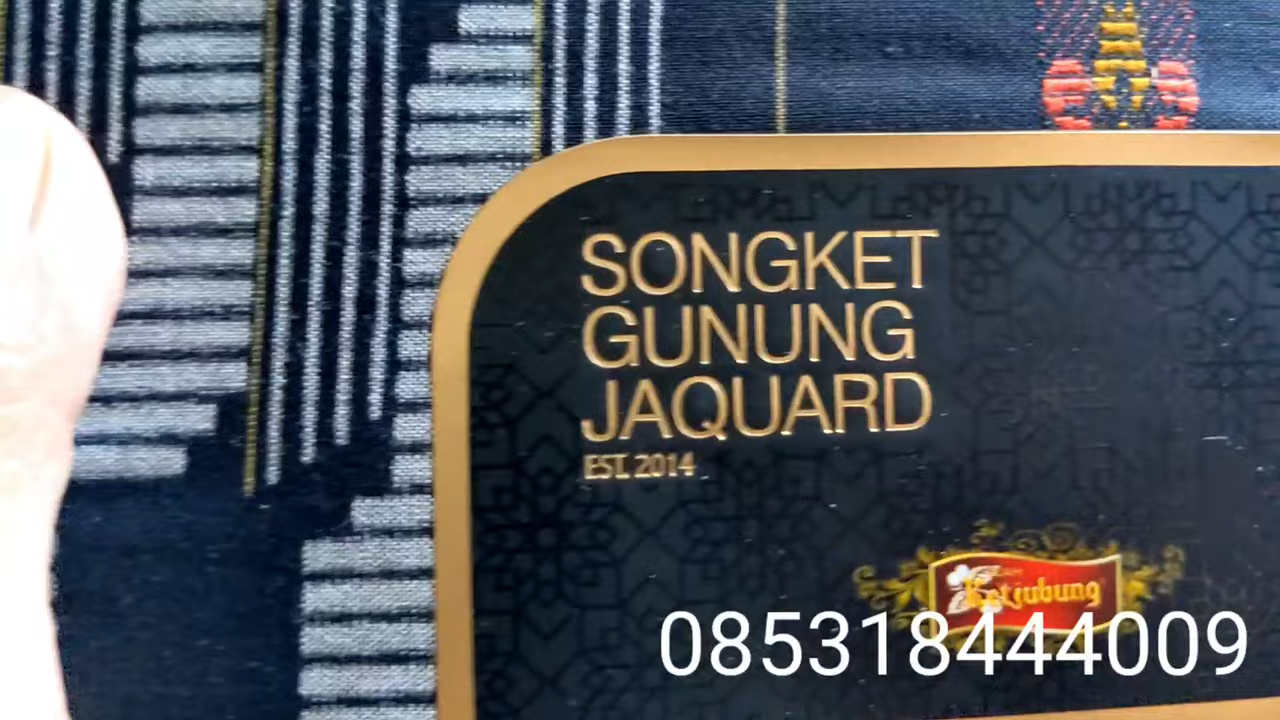 SONGKET
GUNUNG
JAQUARD
EST. 2014
Ketjubung
085318444009